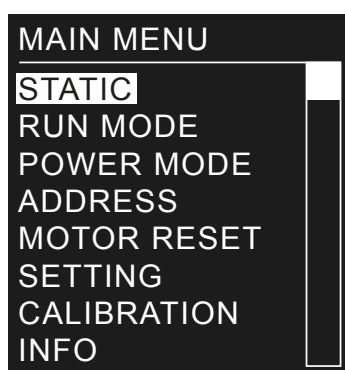 MAIN MENU
STATIC
RUN MODE
POWER MODE
ADDRESS
MOTOR RESET
SETTING
CALIBRATION
INFO